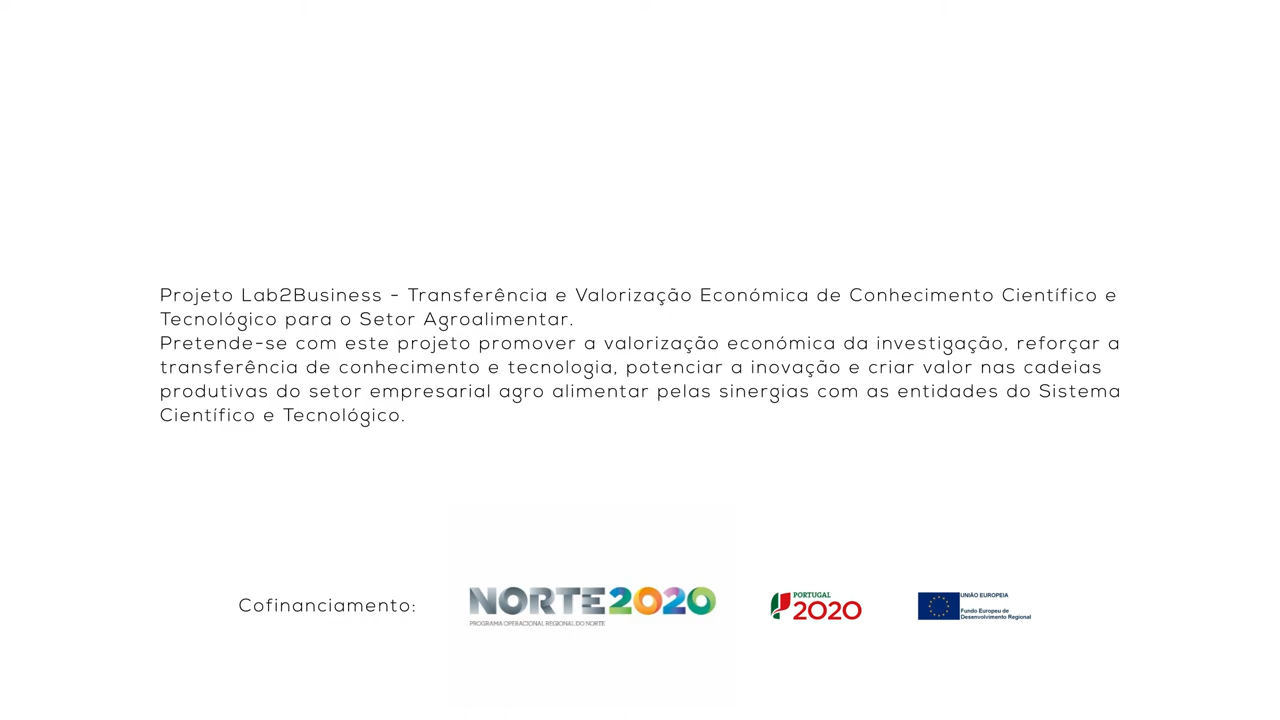 Projeto Lab2Business - Transferência e Valorização Económica de Conhecimento Científico e
Tecnológico para o Setor Agroalimentar.
Pretende-se com este projeto promover a valorização económica da investigação, reforçar a
transferência de conhecimento e tecnologia, potenciar a inovação e criar valor nas cadeias
produtivas do setor empresarial agro alimentar pelas sinergias com as entidades do Sistema
Científico e Tecnológico.
Cofinanciamento:
NORTE2020
PROGRAMA OPERACIONAL REGIONAL DO NORTE
PORTUGAL
2020
UNIÃO EUROPEIA
Fundo Europeu de
Desenvolvimento Regional